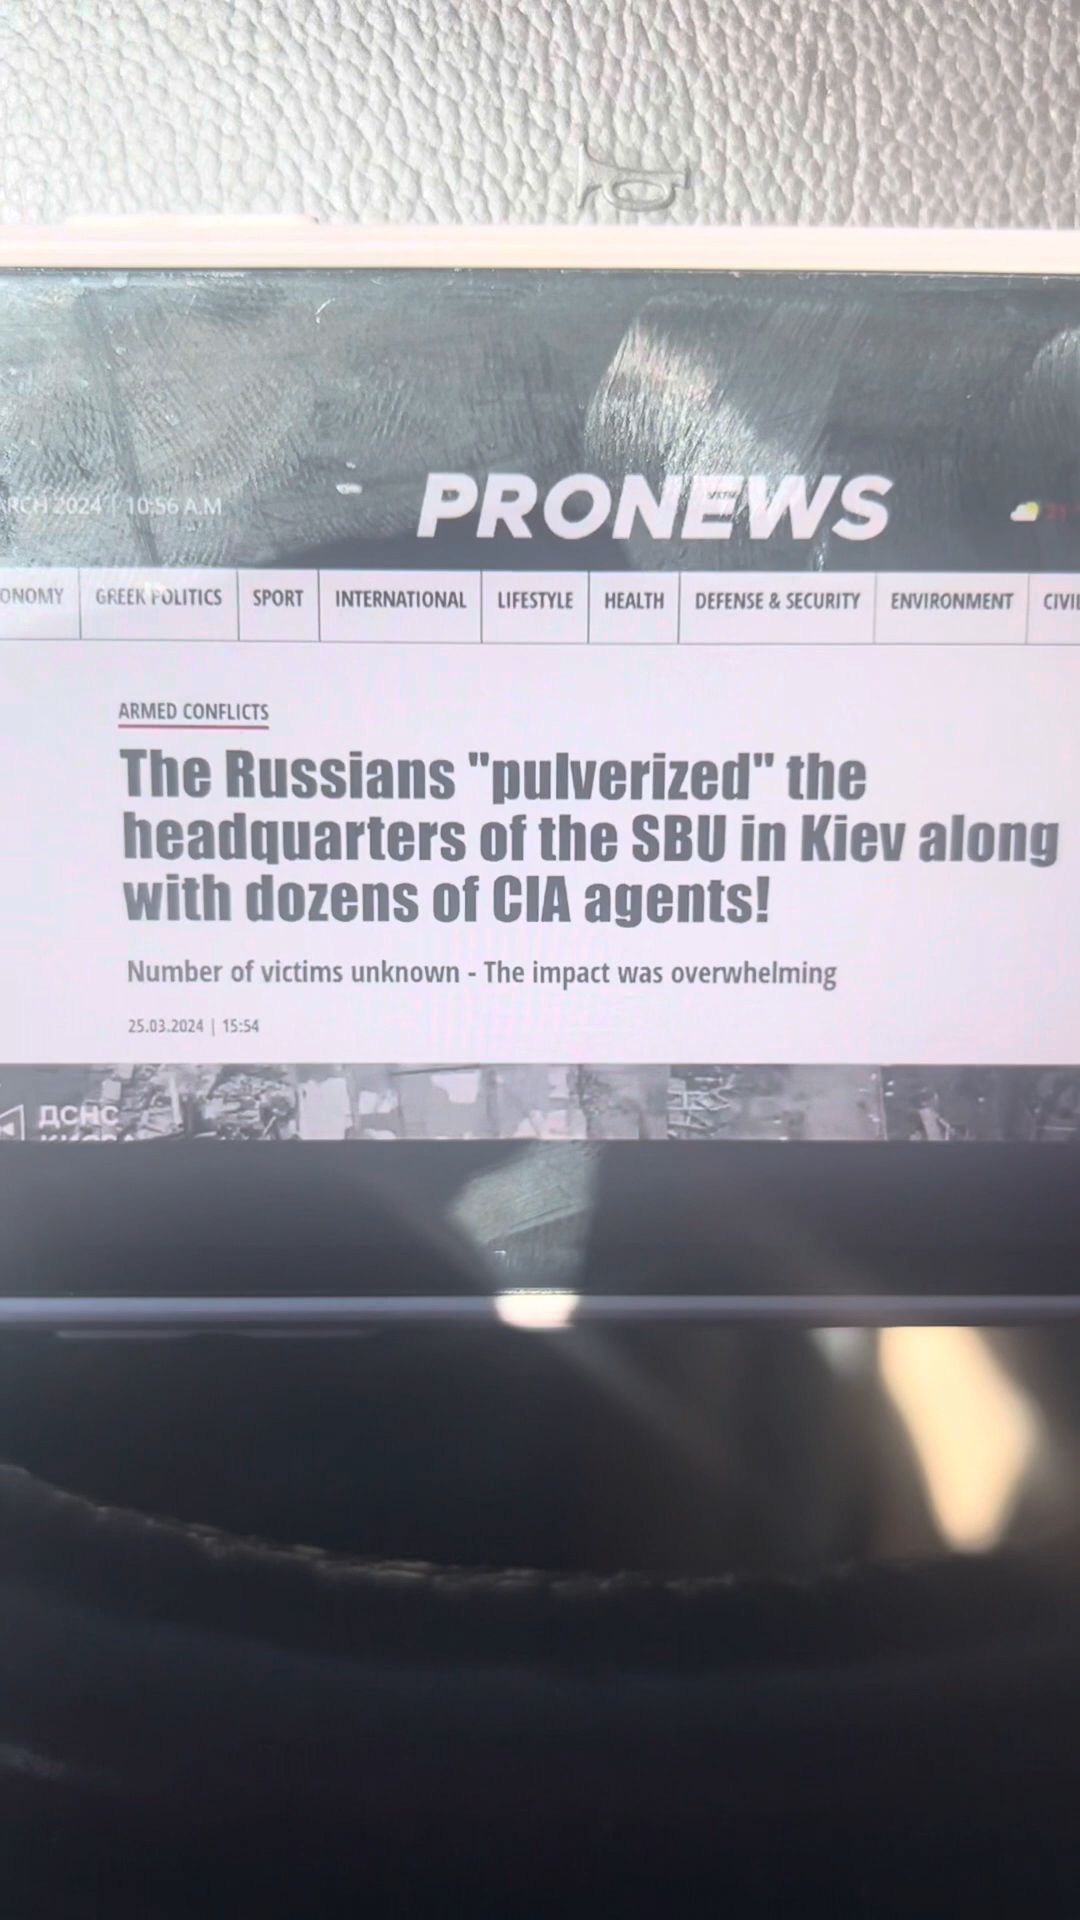 ARCH 2024 | 10:56 A.M
PRONEWS
ONOMY GREEK POLITICS SPORT INTERNATIONAL LIFESTYLE HEALTH DEFENSE & SECURITY ENVIRONMENT CIVIL
ARMED CONFLICTS
The Russians "pulverized" the
headquarters of the SBU in Kiev along
with dozens of CIA agents!
Number of victims unknown - The impact was overwhelming
25.03.2024 | 15:54
ДСНС